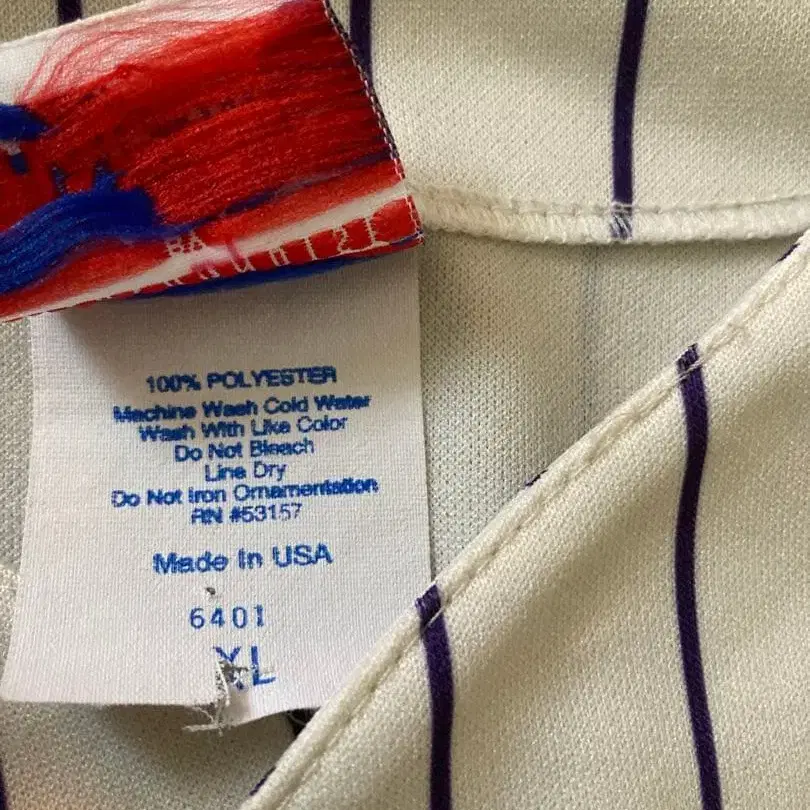 100% POLYESTER
Machine Wash Cold Water
Wash With Like Color
Do Not Bleach
Line Dry
Do Not Iron Ornamentation
RN #53157
Made In USA
6401
XL